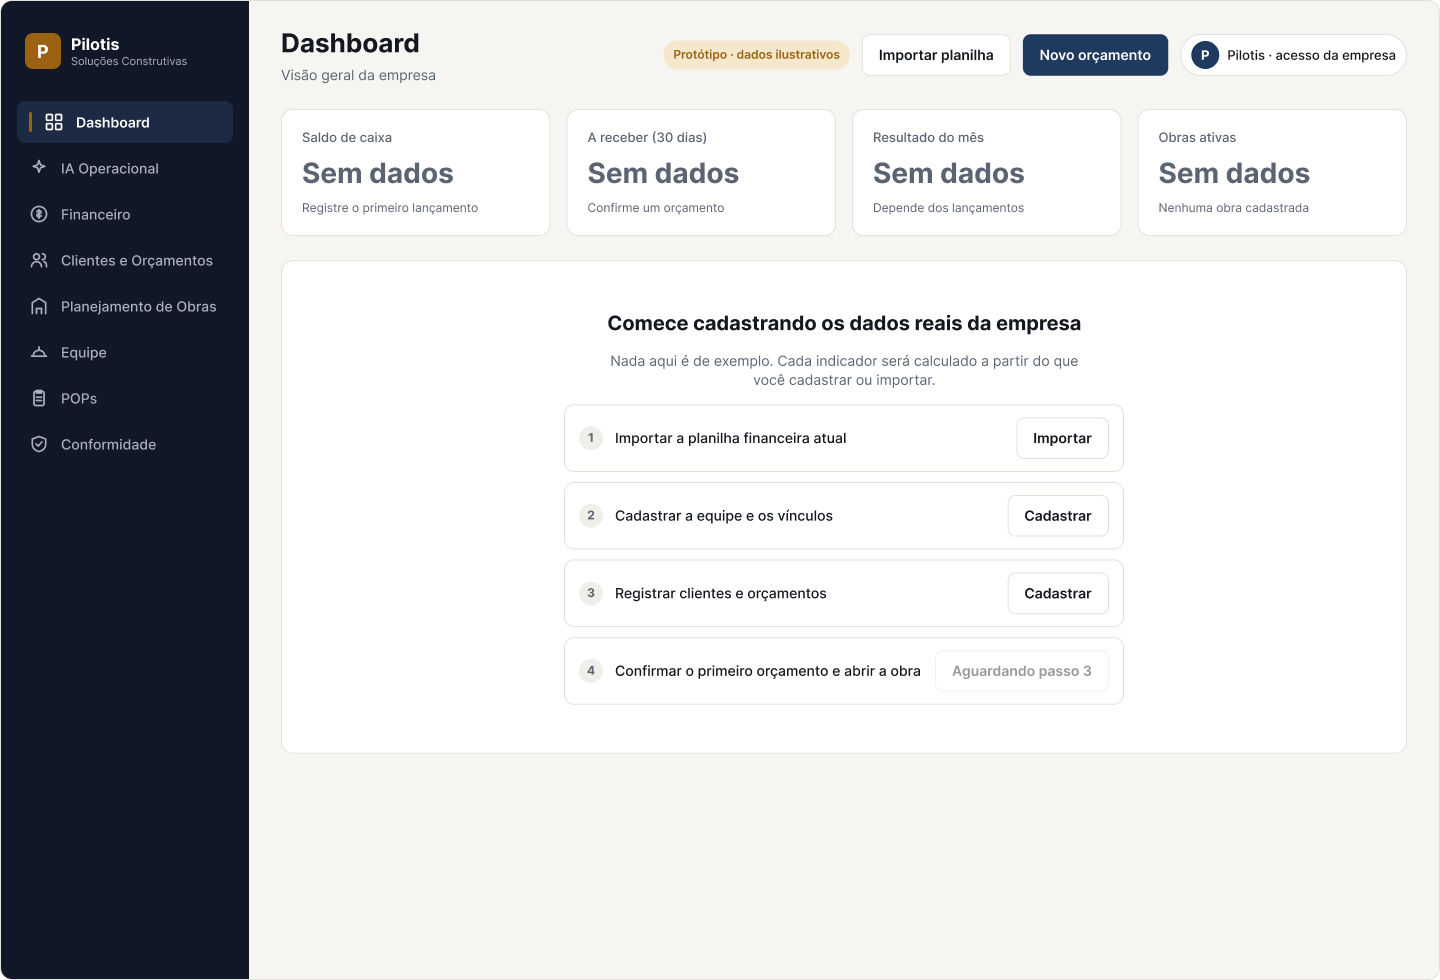 P
Pilotis
Soluções Construtivas
Dashboard
IA Operacional
Financeiro
Clientes e Orçamentos
Planejamento de Obras
Equipe
POPs
Conformidade
Dashboard
Visão geral da empresa
Protótipo · dados ilustrativos
Importar planilha
Novo orçamento
P
Pilotis · acesso da empresa
Saldo de caixa
Sem dados
Registre o primeiro lançamento
A receber (30 dias)
Sem dados
Confirme um orçamento
Resultado do mês
Sem dados
Depende dos lançamentos
Obras ativas
Sem dados
Nenhuma obra cadastrada
Comece cadastrando os dados reais da empresa
Nada aqui é de exemplo. Cada indicador será calculado a partir do que
você cadastrar ou importar.
1 Importar a planilha financeira atual Importar
2 Cadastrar a equipe e os vínculos Cadastrar
3 Registrar clientes e orçamentos Cadastrar
4 Confirmar o primeiro orçamento e abrir a obra Aguardando passo 3